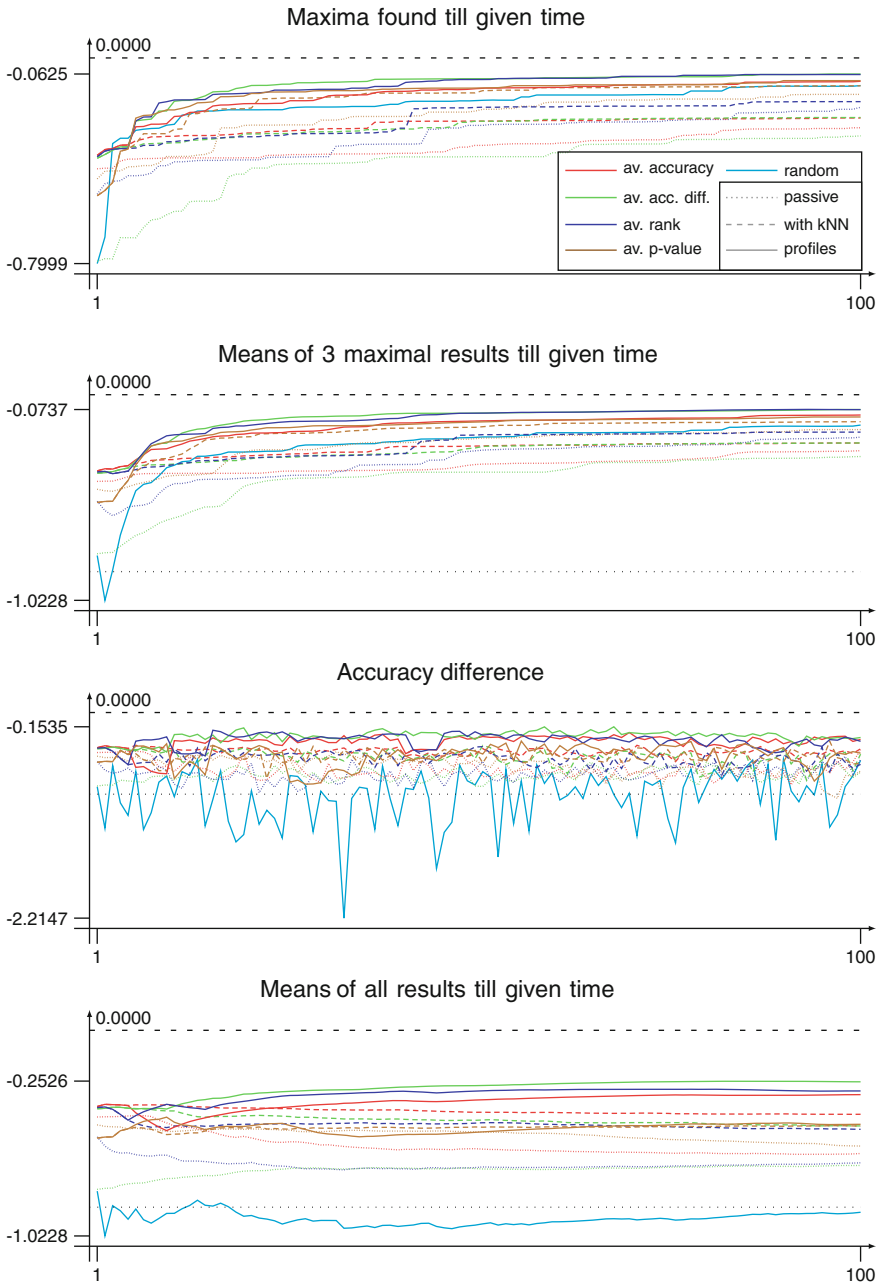 Maxima found till given time
0.0000
-0.0625
av. accuracy
random
av. acc. diff.
passive
av. rank
with kNN
av. p-value
profiles
-0.7999
1
100
Means of 3 maximal results till given time
0.0000
-0.0737
-1.0228
1
100
Accuracy difference
0.0000
-0.1535
-2.2147
1
100
Means of all results till given time
0.0000
-0.2526
-1.0228
1
100